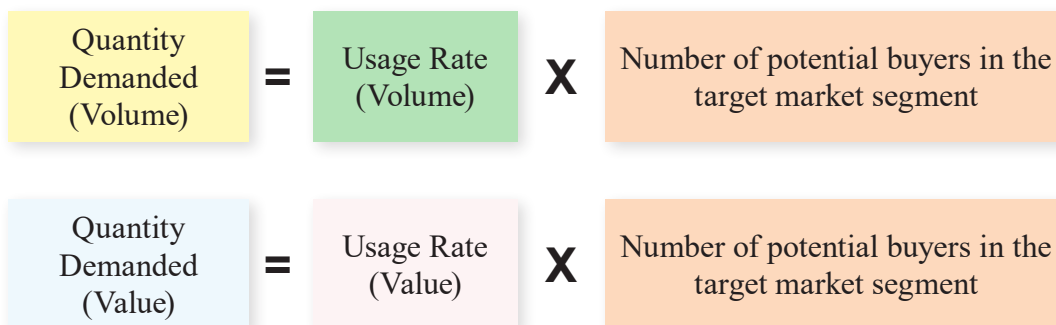 Quantity
Demanded
(Volume)
=
Usage Rate
(Volume)
X
Number of potential buyers in the
target market segment
Quantity
Demanded
(Value)
=
Usage Rate
(Value)
X
Number of potential buyers in the
target market segment